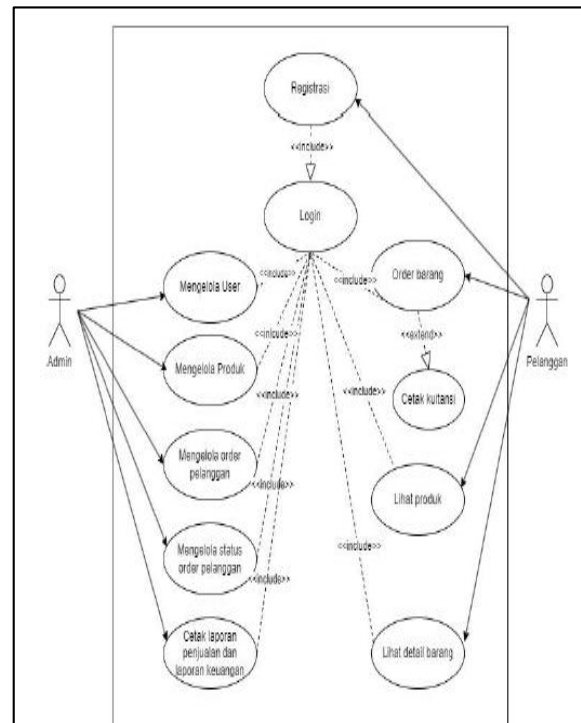 Registrasi
<<include>>
Login
Mengelola User
<<include>>
<<include>>
Order barang
Admin
Pelanggan
<<include>>
<<extend>>
Mengelola Produk
<<include>>
<<include>>
Cetak kuitansi
Mengelola order
pelanggan
<<include>>
Lihat produk
Mengelola status
order pelanggan
<<include>>
<<include>>
Cetak laporan
penjualan dan
laporan keuangan
Lihat detail barang